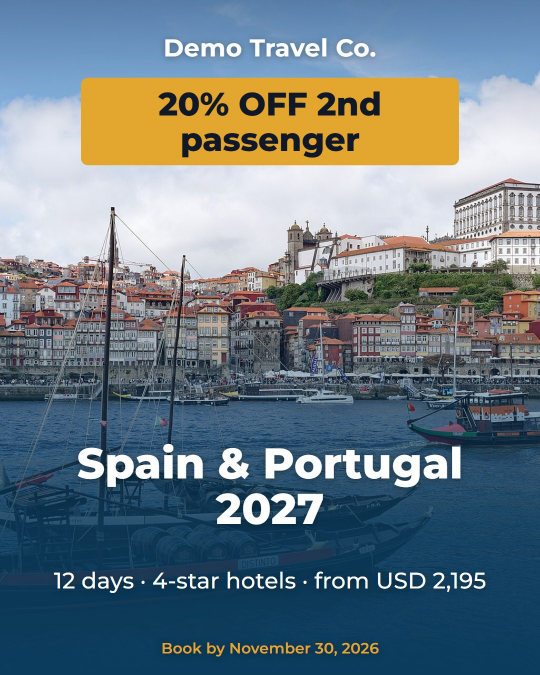 Demo Travel Co.
20% OFF 2nd
passenger
Spain & Portugal
2027
12 days · 4-star hotels · from USD 2,195
Book by November 30, 2026